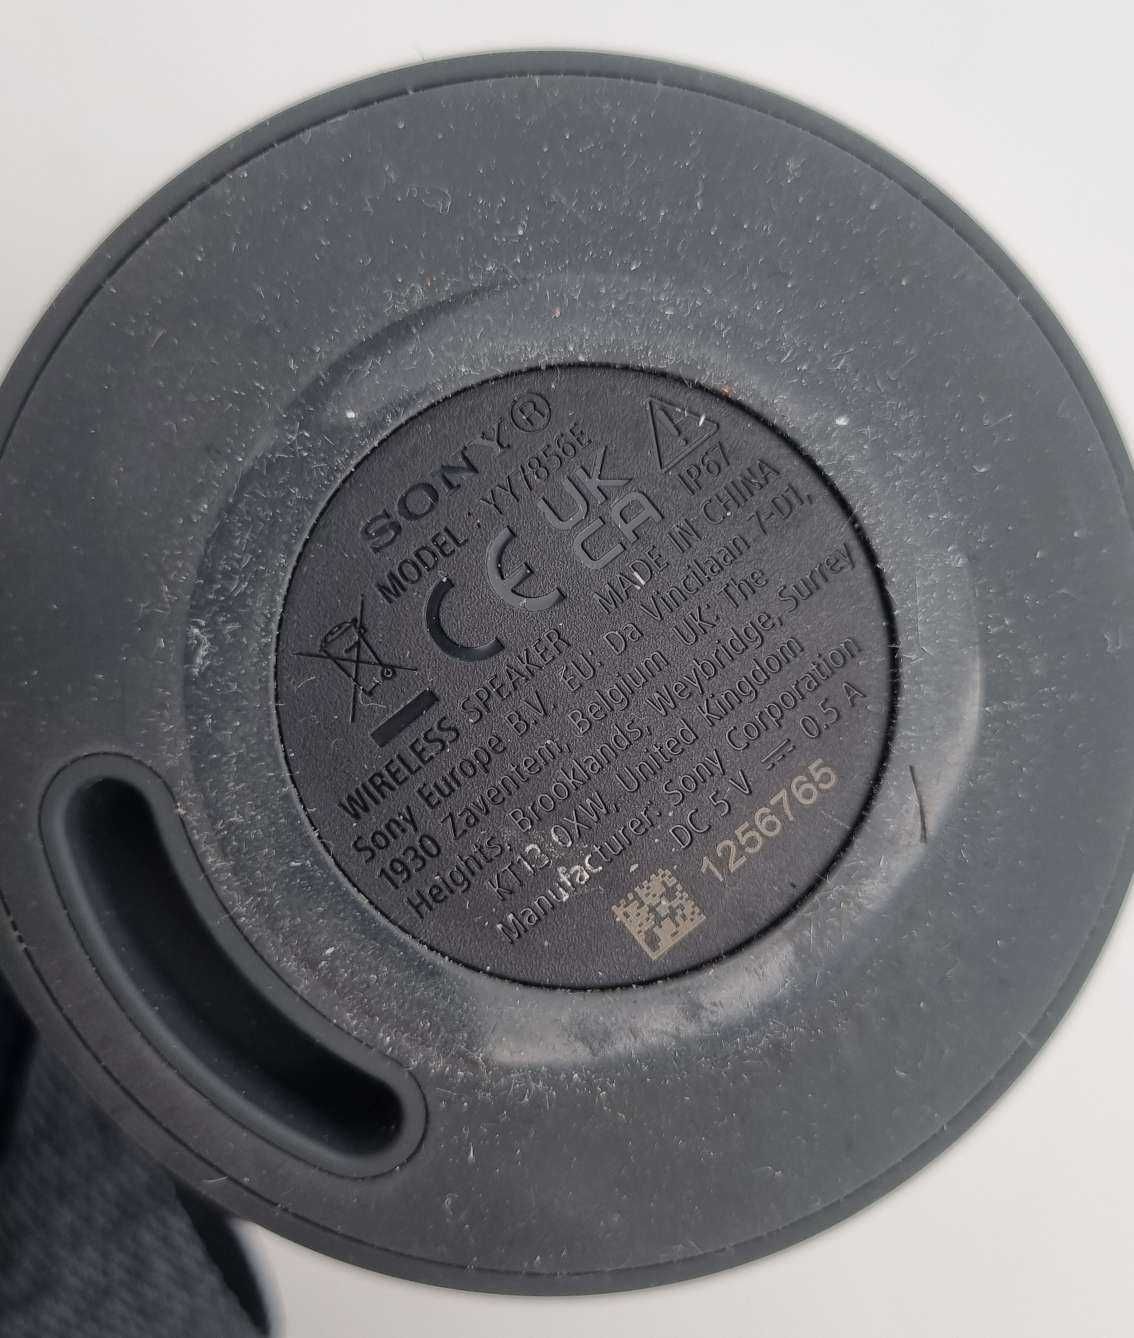 SONY®
MODEL : YY7856E
CE UK
CA IP67
WIRELESS SPEAKER MADE IN CHINA
Sony Europe B.V. EU: Da Vincilaan 7-D1,
1930 Zaventem, Belgium UK: The
Heights, Brooklands, Weybridge, Surrey
KT13 0XW, United Kingdom
Manufacturer: Sony Corporation
DC 5 V ⎓ 0.5 A
1256765